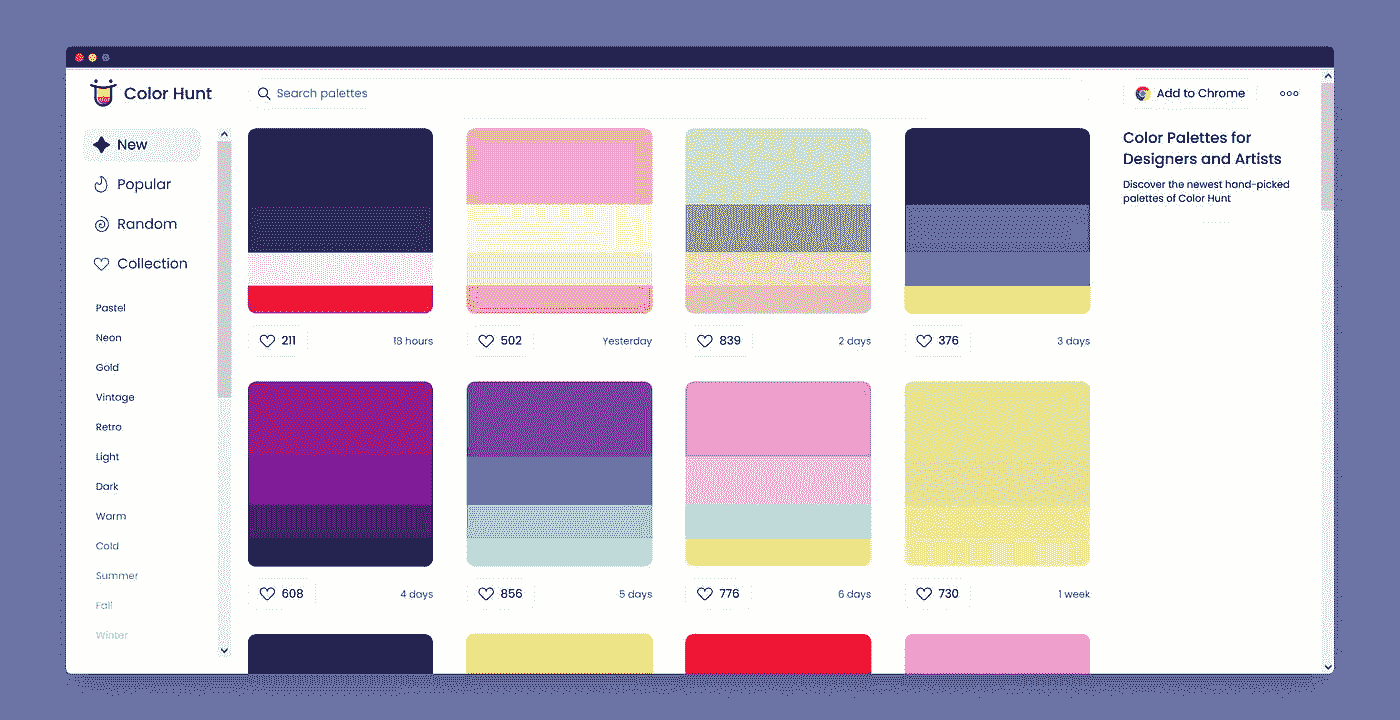 Color Hunt
Search palettes
Add to Chrome
New
Popular
Random
Collection
Pastel
Neon
Gold
Vintage
Retro
Light
Dark
Warm
Cold
Summer
Fall
Winter
211 18 hours
502 Yesterday
839 2 days
376 3 days
608 4 days
856 5 days
776 6 days
730 1 week
Color Palettes for
Designers and Artists
Discover the newest hand-picked
palettes of Color Hunt